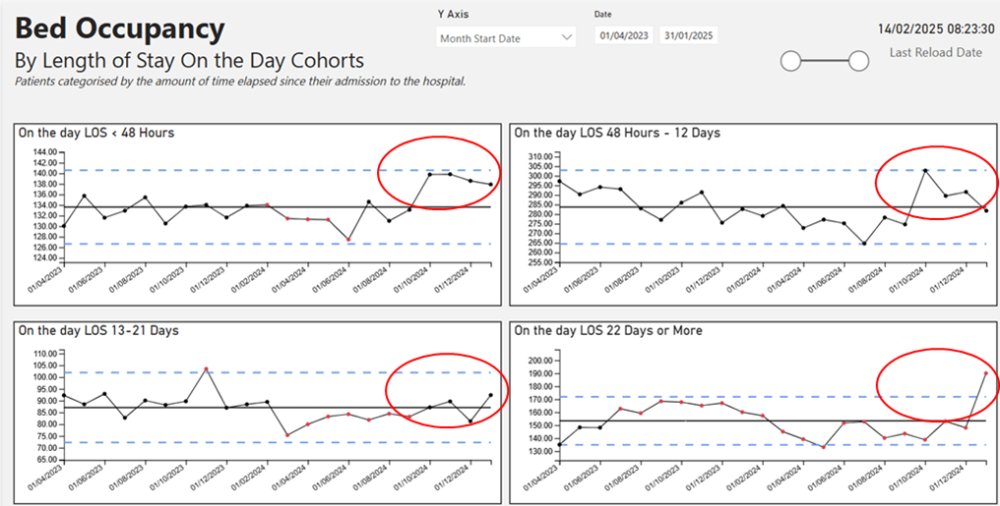 Bed Occupancy
By Length of Stay On the Day Cohorts
Patients categorised by the amount of time elapsed since their admission to the hospital.
Y Axis
Month Start Date
Date
01/04/2023 31/01/2025
14/02/2025 08:23:30
Last Reload Date
On the day LOS < 48 Hours
144.00
142.00
140.00
138.00
136.00
134.00
132.00
130.00
128.00
126.00
124.00
01/04/2023 01/06/2023 01/08/2023 01/10/2023 01/12/2023 01/02/2024 01/04/2024 01/06/2024 01/08/2024 01/10/2024 01/12/2024
On the day LOS 48 Hours - 12 Days
310.00
305.00
300.00
295.00
290.00
285.00
280.00
275.00
270.00
265.00
260.00
255.00
01/04/2023 01/06/2023 01/08/2023 01/10/2023 01/12/2023 01/02/2024 01/04/2024 01/06/2024 01/08/2024 01/10/2024 01/12/2024
On the day LOS 13-21 Days
110.00
105.00
100.00
95.00
90.00
85.00
80.00
75.00
70.00
65.00
01/04/2023 01/06/2023 01/08/2023 01/10/2023 01/12/2023 01/02/2024 01/04/2024 01/06/2024 01/08/2024 01/10/2024 01/12/2024
On the day LOS 22 Days or More
200.00
190.00
180.00
170.00
160.00
150.00
140.00
130.00
01/04/2023 01/06/2023 01/08/2023 01/10/2023 01/12/2023 01/02/2024 01/04/2024 01/06/2024 01/08/2024 01/10/2024 01/12/2024